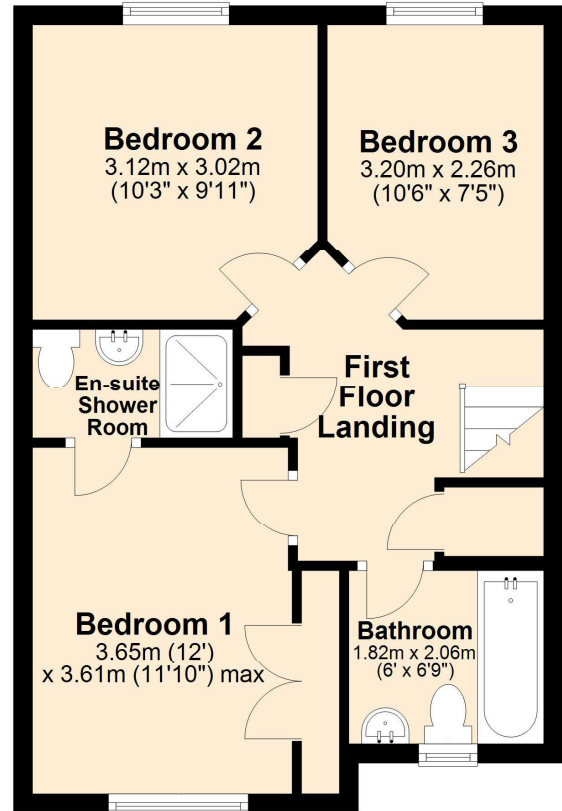 Bedroom 2
3.12m x 3.02m
(10'3" x 9'11")
Bedroom 3
3.20m x 2.26m
(10'6" x 7'5")
En-suite
Shower
Room
First
Floor
Landing
Bedroom 1
3.65m (12')
x 3.61m (11'10") max
Bathroom
1.82m x 2.06m
(6' x 6'9")